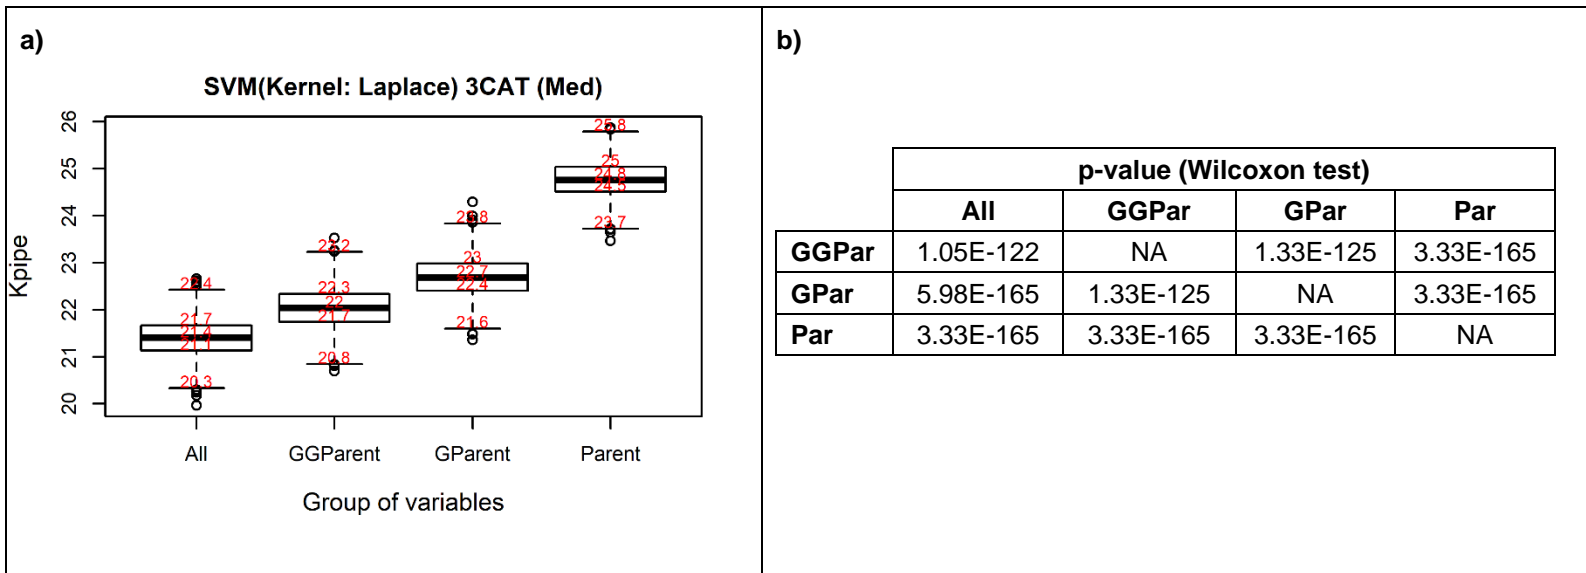 a)
SVM(Kernel: Laplace) 3CAT (Med)
Kpipe
26
25
24
23
22
21
20
25.8
25
24.8
24.5
23.7
23.8
23
22.7
22.4
21.6
23.2
22.3
22
21.7
20.8
22.4
21.7
21.4
21.1
20.3
All GGParent GParent Parent
Group of variables
b)
p-value (Wilcoxon test)
All GGPar GPar Par
GGPar 1.05E-122 NA 1.33E-125 3.33E-165
GPar 5.98E-165 1.33E-125 NA 3.33E-165
Par 3.33E-165 3.33E-165 3.33E-165 NA